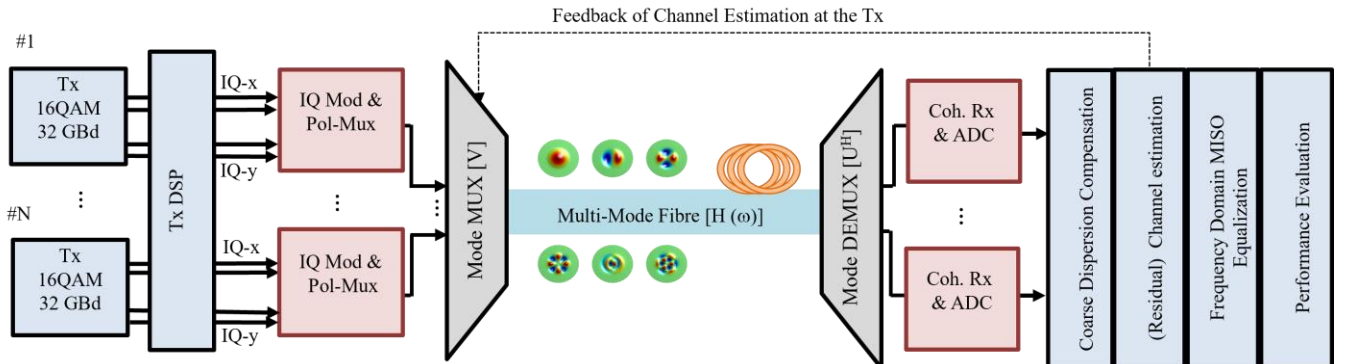 Feedback of Channel Estimation at the Tx
#1
Tx
16QAM
32 GBd
#N
Tx
16QAM
32 GBd
Tx DSP
IQ-x
IQ-y
IQ-x
IQ-y
IQ Mod &
Pol-Mux
IQ Mod &
Pol-Mux
Mode MUX [V]
Multi-Mode Fibre [H (ω)]
Mode DEMUX [Uᴴ]
Coh. Rx
& ADC
Coh. Rx
& ADC
Coarse Dispersion Compensation
(Residual) Channel estimation
Frequency Domain MISO
Equalization
Performance Evaluation